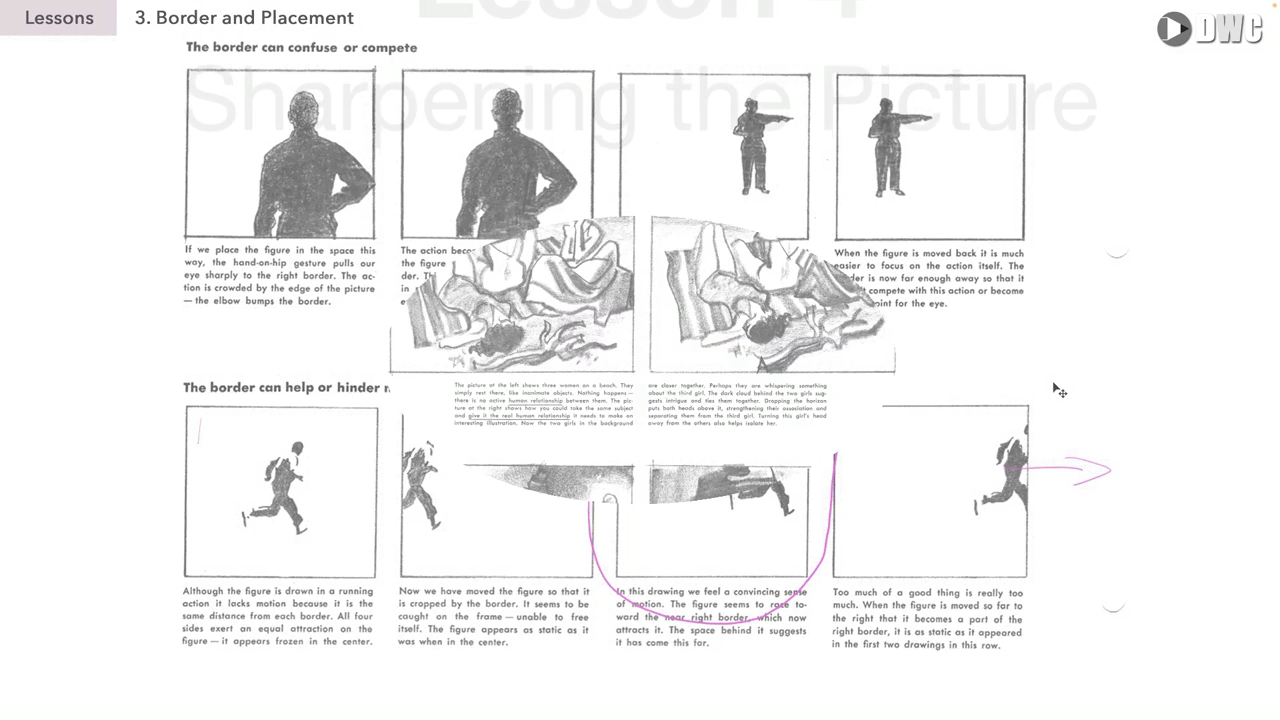 Lesson 4
Lessons
3. Border and Placement
DWC
Sharpening the Picture
The border can confuse or compete
If we place the figure in the space this
way, the hand-on-hip gesture pulls our
eye sharply to the right border. The ac-
tion is crowded by the edge of the picture
— the elbow bumps the border.
The action
the figure
der.
in
When the figure is moved back it is much
easier to focus on the action itself. The
is now far enough away so that it
compete with this action or become
point for the eye.
The border can help or hinder
The picture at the left shows three women on a beach. They
simply rest there, like inanimate objects. Nothing happens—
there is no active human relationship between them. The pic-
ture at the right shows how you could take the same subject
and give it the real human relationship it needs to make an
interesting illustration. Now the two girls in the background
are closer together. Perhaps they are whispering something
about the third girl. The dark cloud behind the two girls sug-
gests intrigue and ties them together. Dropping the horizon
puts both heads above it, strengthening their association and
separating them from the third girl. Turning this girl's head
away from the others also helps isolate her.
Although the figure is drawn in a running
action it lacks motion because it is the
same distance from each border. All four
sides exert an equal attraction on the
figure — it appears frozen in the center.
Now we have moved the figure so that it
is cropped by the border. It seems to be
caught on the frame — unable to free
itself. The figure appears as static as it
was when in the center.
In this drawing we feel a convincing sense
of motion. The figure seems to race to-
ward the near right border, which now
attracts it. The space behind it suggests
it has come this far.
Too much of a good thing is really too
much. When the figure is moved so far to
the right that it becomes a part of the
right border, it is as static as it appeared
in the first two drawings in this row.